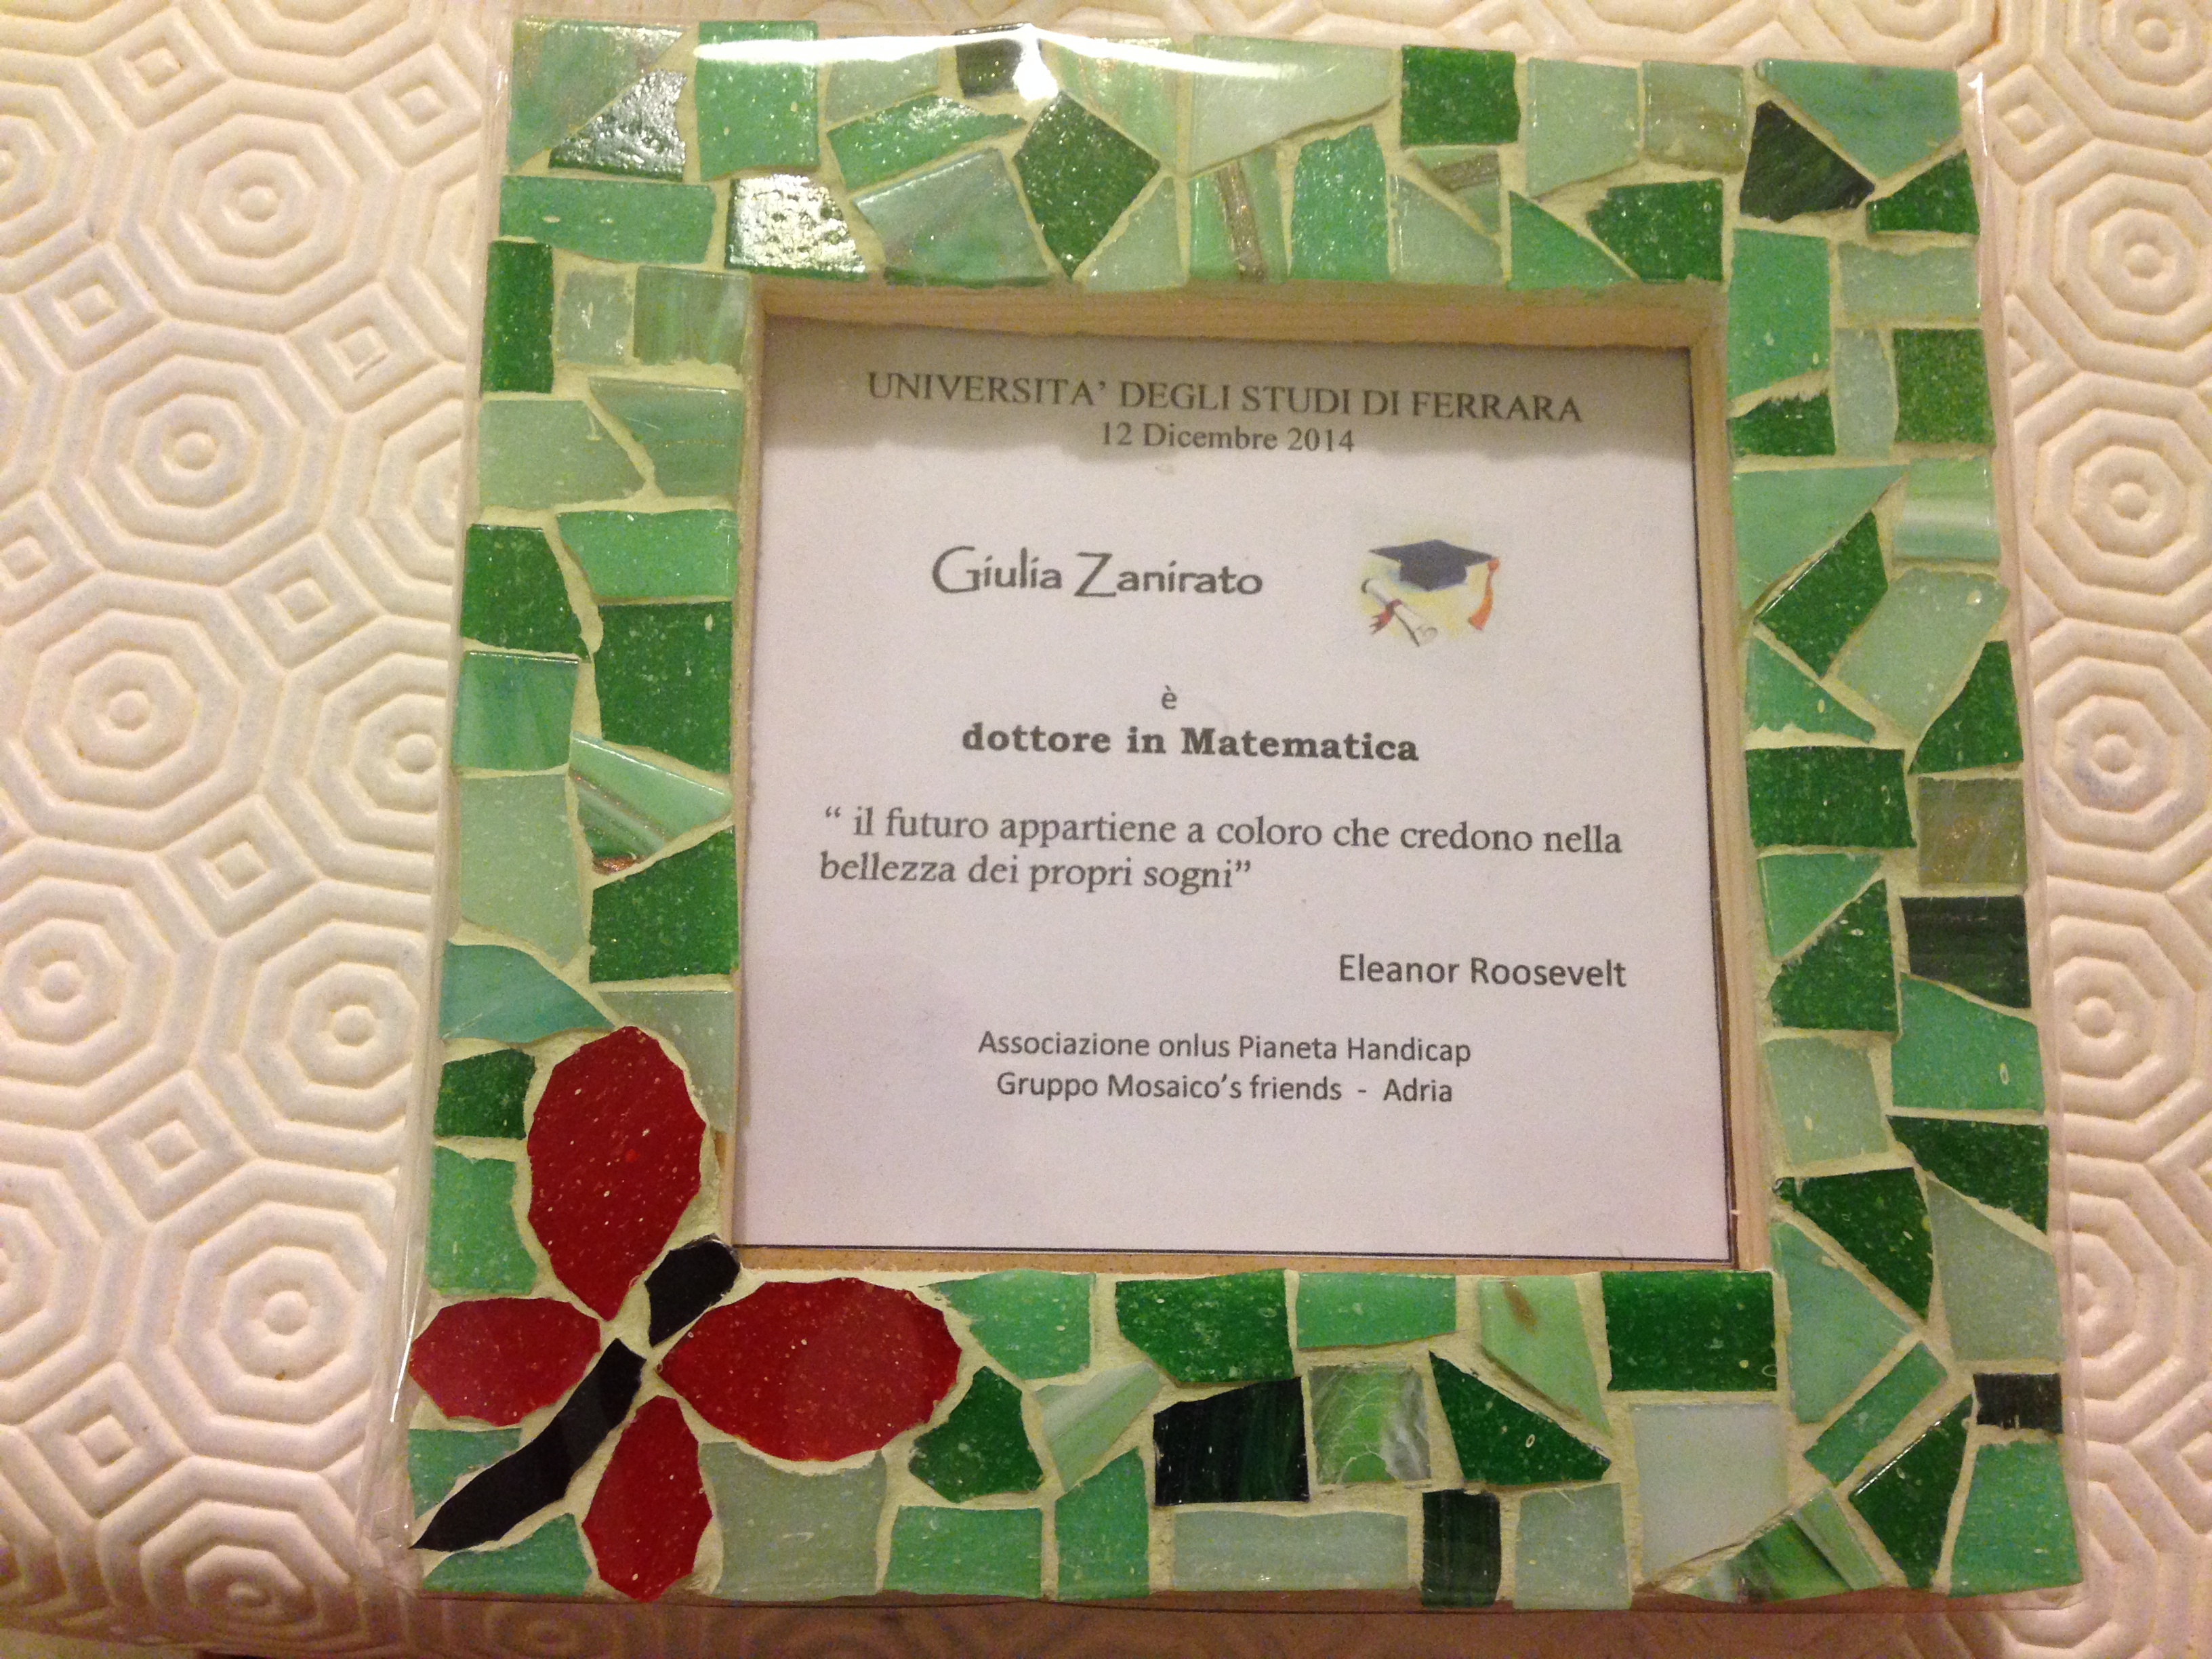 UNIVERSITA' DEGLI STUDI DI FERRARA
12 Dicembre 2014
Giulia Zanirato
è
dottore in Matematica
“ il futuro appartiene a coloro che credono nella
bellezza dei propri sogni”
Eleanor Roosevelt
Associazione onlus Pianeta Handicap
Gruppo Mosaico’s friends - Adria